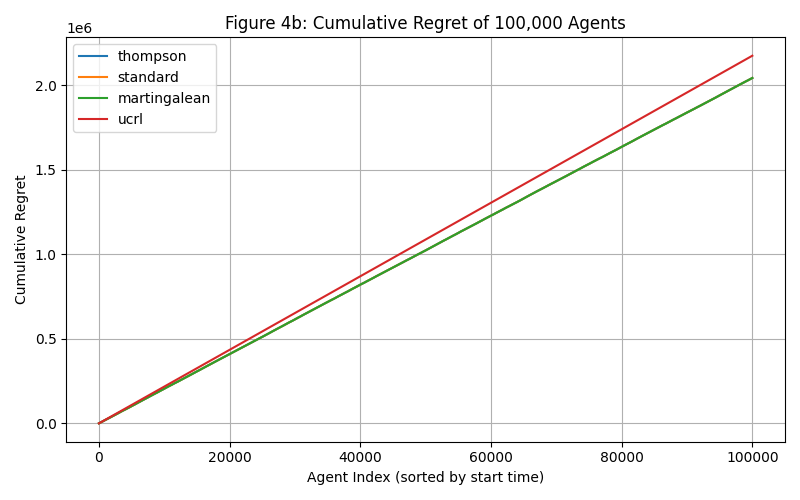 Figure 4b: Cumulative Regret of 100,000 Agents
1e6
thompson
standard
martingalean
ucrl
2.0
1.5
1.0
0.5
0.0
Cumulative Regret
0 20000 40000 60000 80000 100000
Agent Index (sorted by start time)